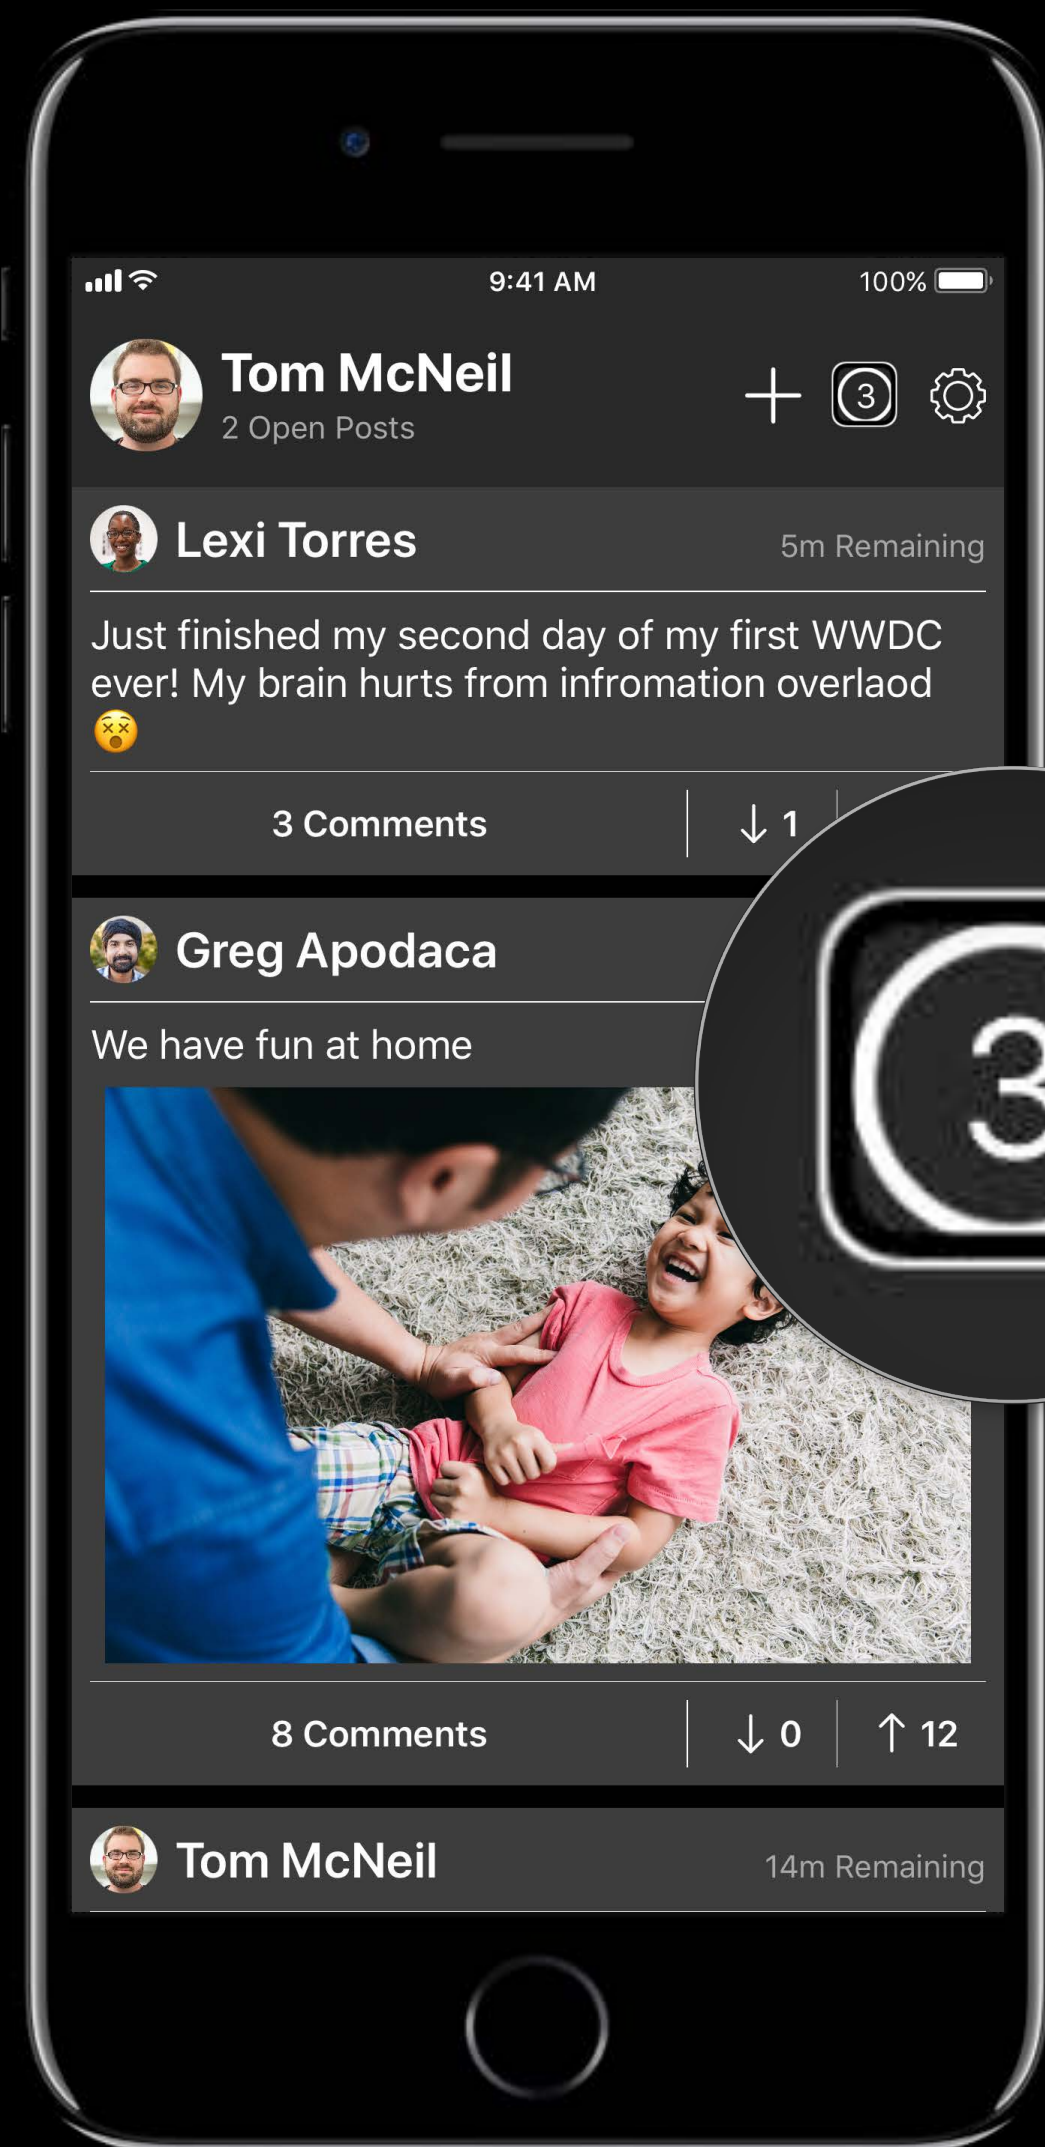 9:41 AM
100%
Tom McNeil
2 Open Posts
3
Lexi Torres
5m Remaining
Just finished my second day of my first WWDC
ever! My brain hurts from infromation overlaod
😵
3 Comments
↓ 1
Greg Apodaca
3
We have fun at home
8 Comments
↓ 0
↑ 12
Tom McNeil
14m Remaining